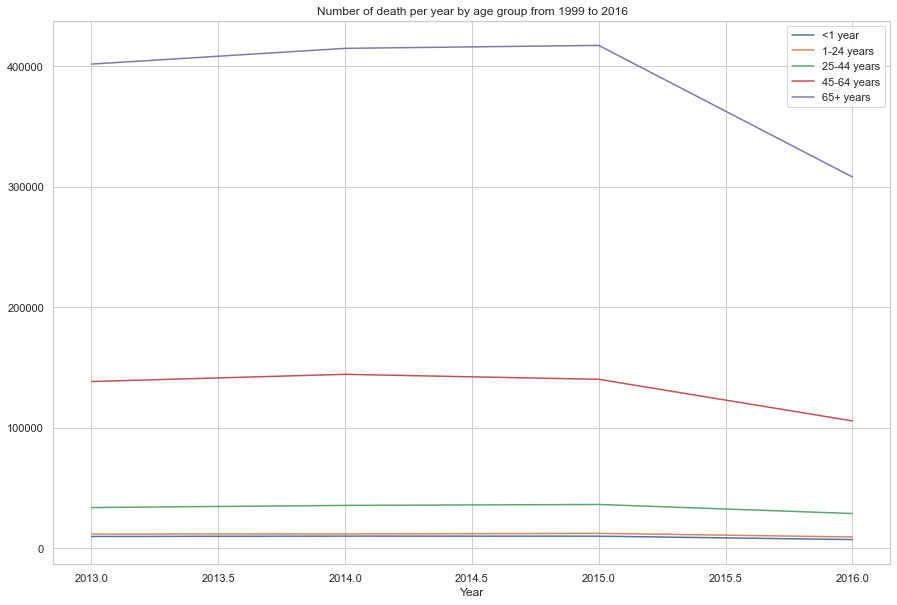 Number of death per year by age group from 1999 to 2016
<1 year
1-24 years
25-44 years
45-64 years
65+ years
400000
300000
200000
100000
0
2013.0 2013.5 2014.0 2014.5 2015.0 2015.5 2016.0
Year